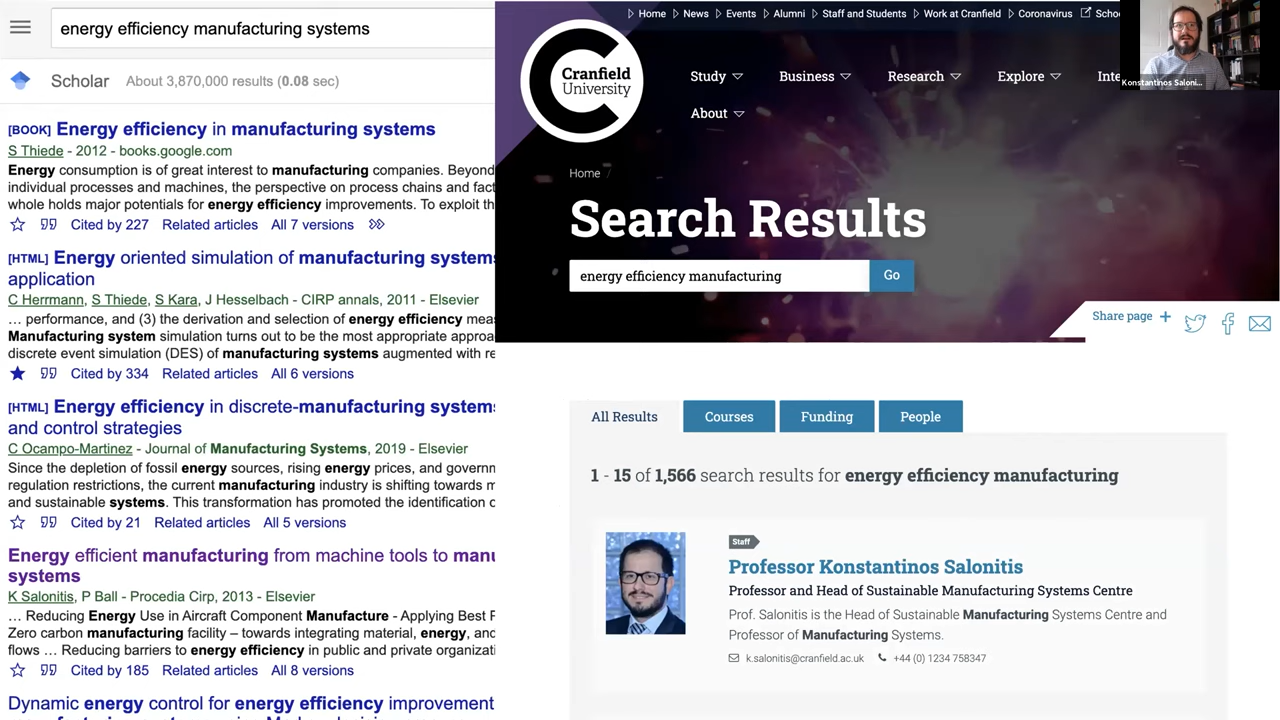 energy efficiency manufacturing systems
Scholar About 3,870,000 results (0.08 sec)
[BOOK] Energy efficiency in manufacturing systems
S Thiede - 2012 - books.google.com
Energy consumption is of great interest to manufacturing companies. Beyond
individual processes and machines, the perspective on process chains and fact
whole holds major potentials for energy efficiency improvements. To exploit th
Cited by 227 Related articles All 7 versions
[HTML] Energy oriented simulation of manufacturing systems
application
C Herrmann, S Thiede, S Kara, J Hesselbach - CIRP annals, 2011 - Elsevier
… performance, and (3) the derivation and selection of energy efficiency mea
Manufacturing system simulation turns out to be the most appropriate approa
discrete event simulation (DES) of manufacturing systems augmented with re
Cited by 334 Related articles All 6 versions
[HTML] Energy efficiency in discrete-manufacturing systems
and control strategies
C Ocampo-Martinez - Journal of Manufacturing Systems, 2019 - Elsevier
Since the depletion of fossil energy sources, rising energy prices, and governm
regulation restrictions, the current manufacturing industry is shifting towards m
and sustainable systems. This transformation has promoted the identification o
Cited by 21 Related articles All 5 versions
Energy efficient manufacturing from machine tools to manu
systems
K Salonitis, P Ball - Procedia Cirp, 2013 - Elsevier
… Reducing Energy Use in Aircraft Component Manufacture - Applying Best P
Zero carbon manufacturing facility – towards integrating material, energy, and
flows … Reducing barriers to energy efficiency in public and private organizati
Cited by 185 Related articles All 8 versions
Dynamic energy control for energy efficiency improvement
Home News Events Alumni Staff and Students Work at Cranfield Coronavirus Schoo
Cranfield
University
Study Business Research Explore Inte
About
Konstantinos Saloni...
Home /
Search Results
energy efficiency manufacturing Go
Share page +
All Results Courses Funding People
1 - 15 of 1,566 search results for energy efficiency manufacturing
Staff
Professor Konstantinos Salonitis
Professor and Head of Sustainable Manufacturing Systems Centre
Prof. Salonitis is the Head of Sustainable Manufacturing Systems Centre and
Professor of Manufacturing Systems.
k.salonitis@cranfield.ac.uk +44 (0) 1234 758347